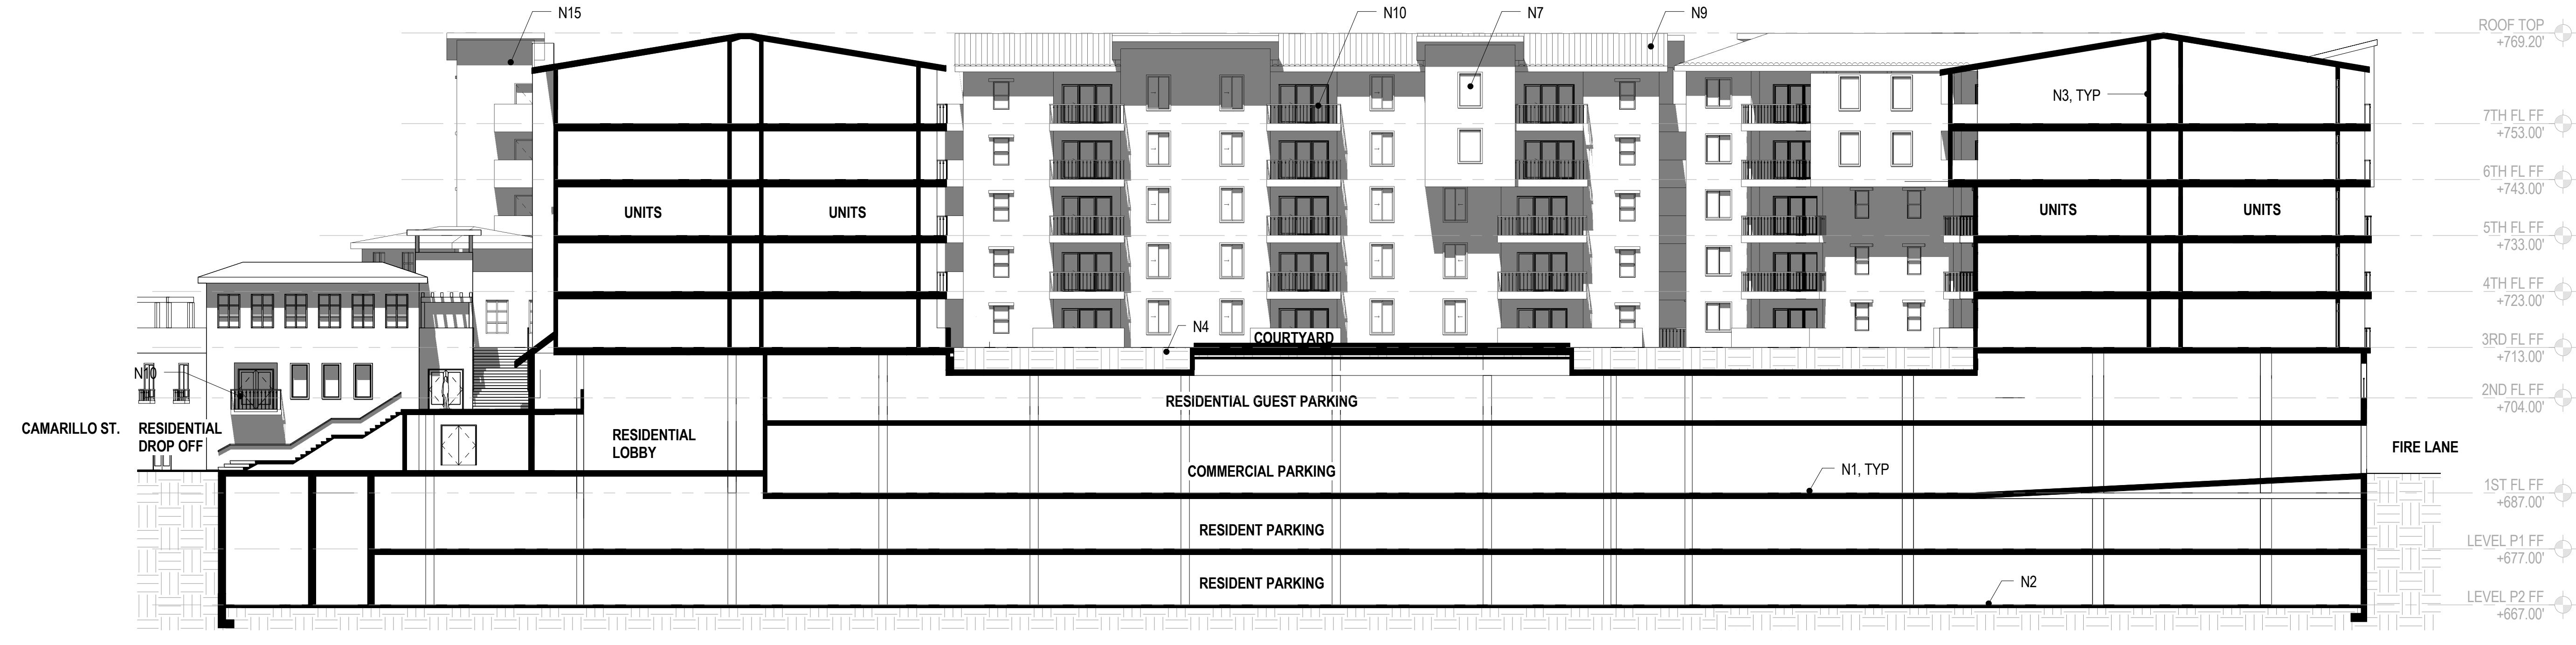 N15
N10
N7
N9
ROOF TOP
+769.20'
N3, TYP
7TH FL FF
+753.00'
6TH FL FF
+743.00'
UNITS
UNITS
UNITS
UNITS
5TH FL FF
+733.00'
4TH FL FF
+723.00'
N4
COURTYARD
3RD FL FF
+713.00'
N10
2ND FL FF
+704.00'
RESIDENTIAL GUEST PARKING
CAMARILLO ST.
RESIDENTIAL
DROP OFF
RESIDENTIAL
LOBBY
FIRE LANE
COMMERCIAL PARKING
N1, TYP
1ST FL FF
+687.00'
RESIDENT PARKING
LEVEL P1 FF
+677.00'
RESIDENT PARKING
N2
LEVEL P2 FF
+667.00'